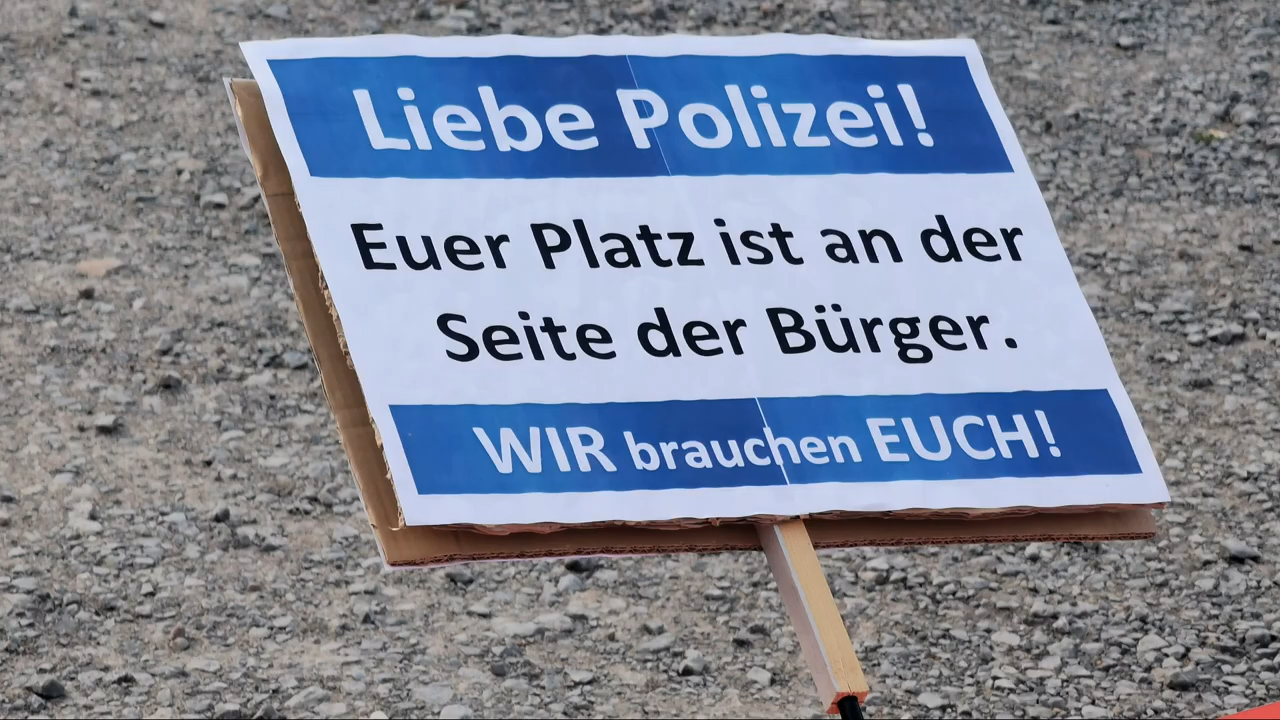 Liebe Polizei!
Euer Platz ist an der
Seite der Bürger.
WIR brauchen EUCH!